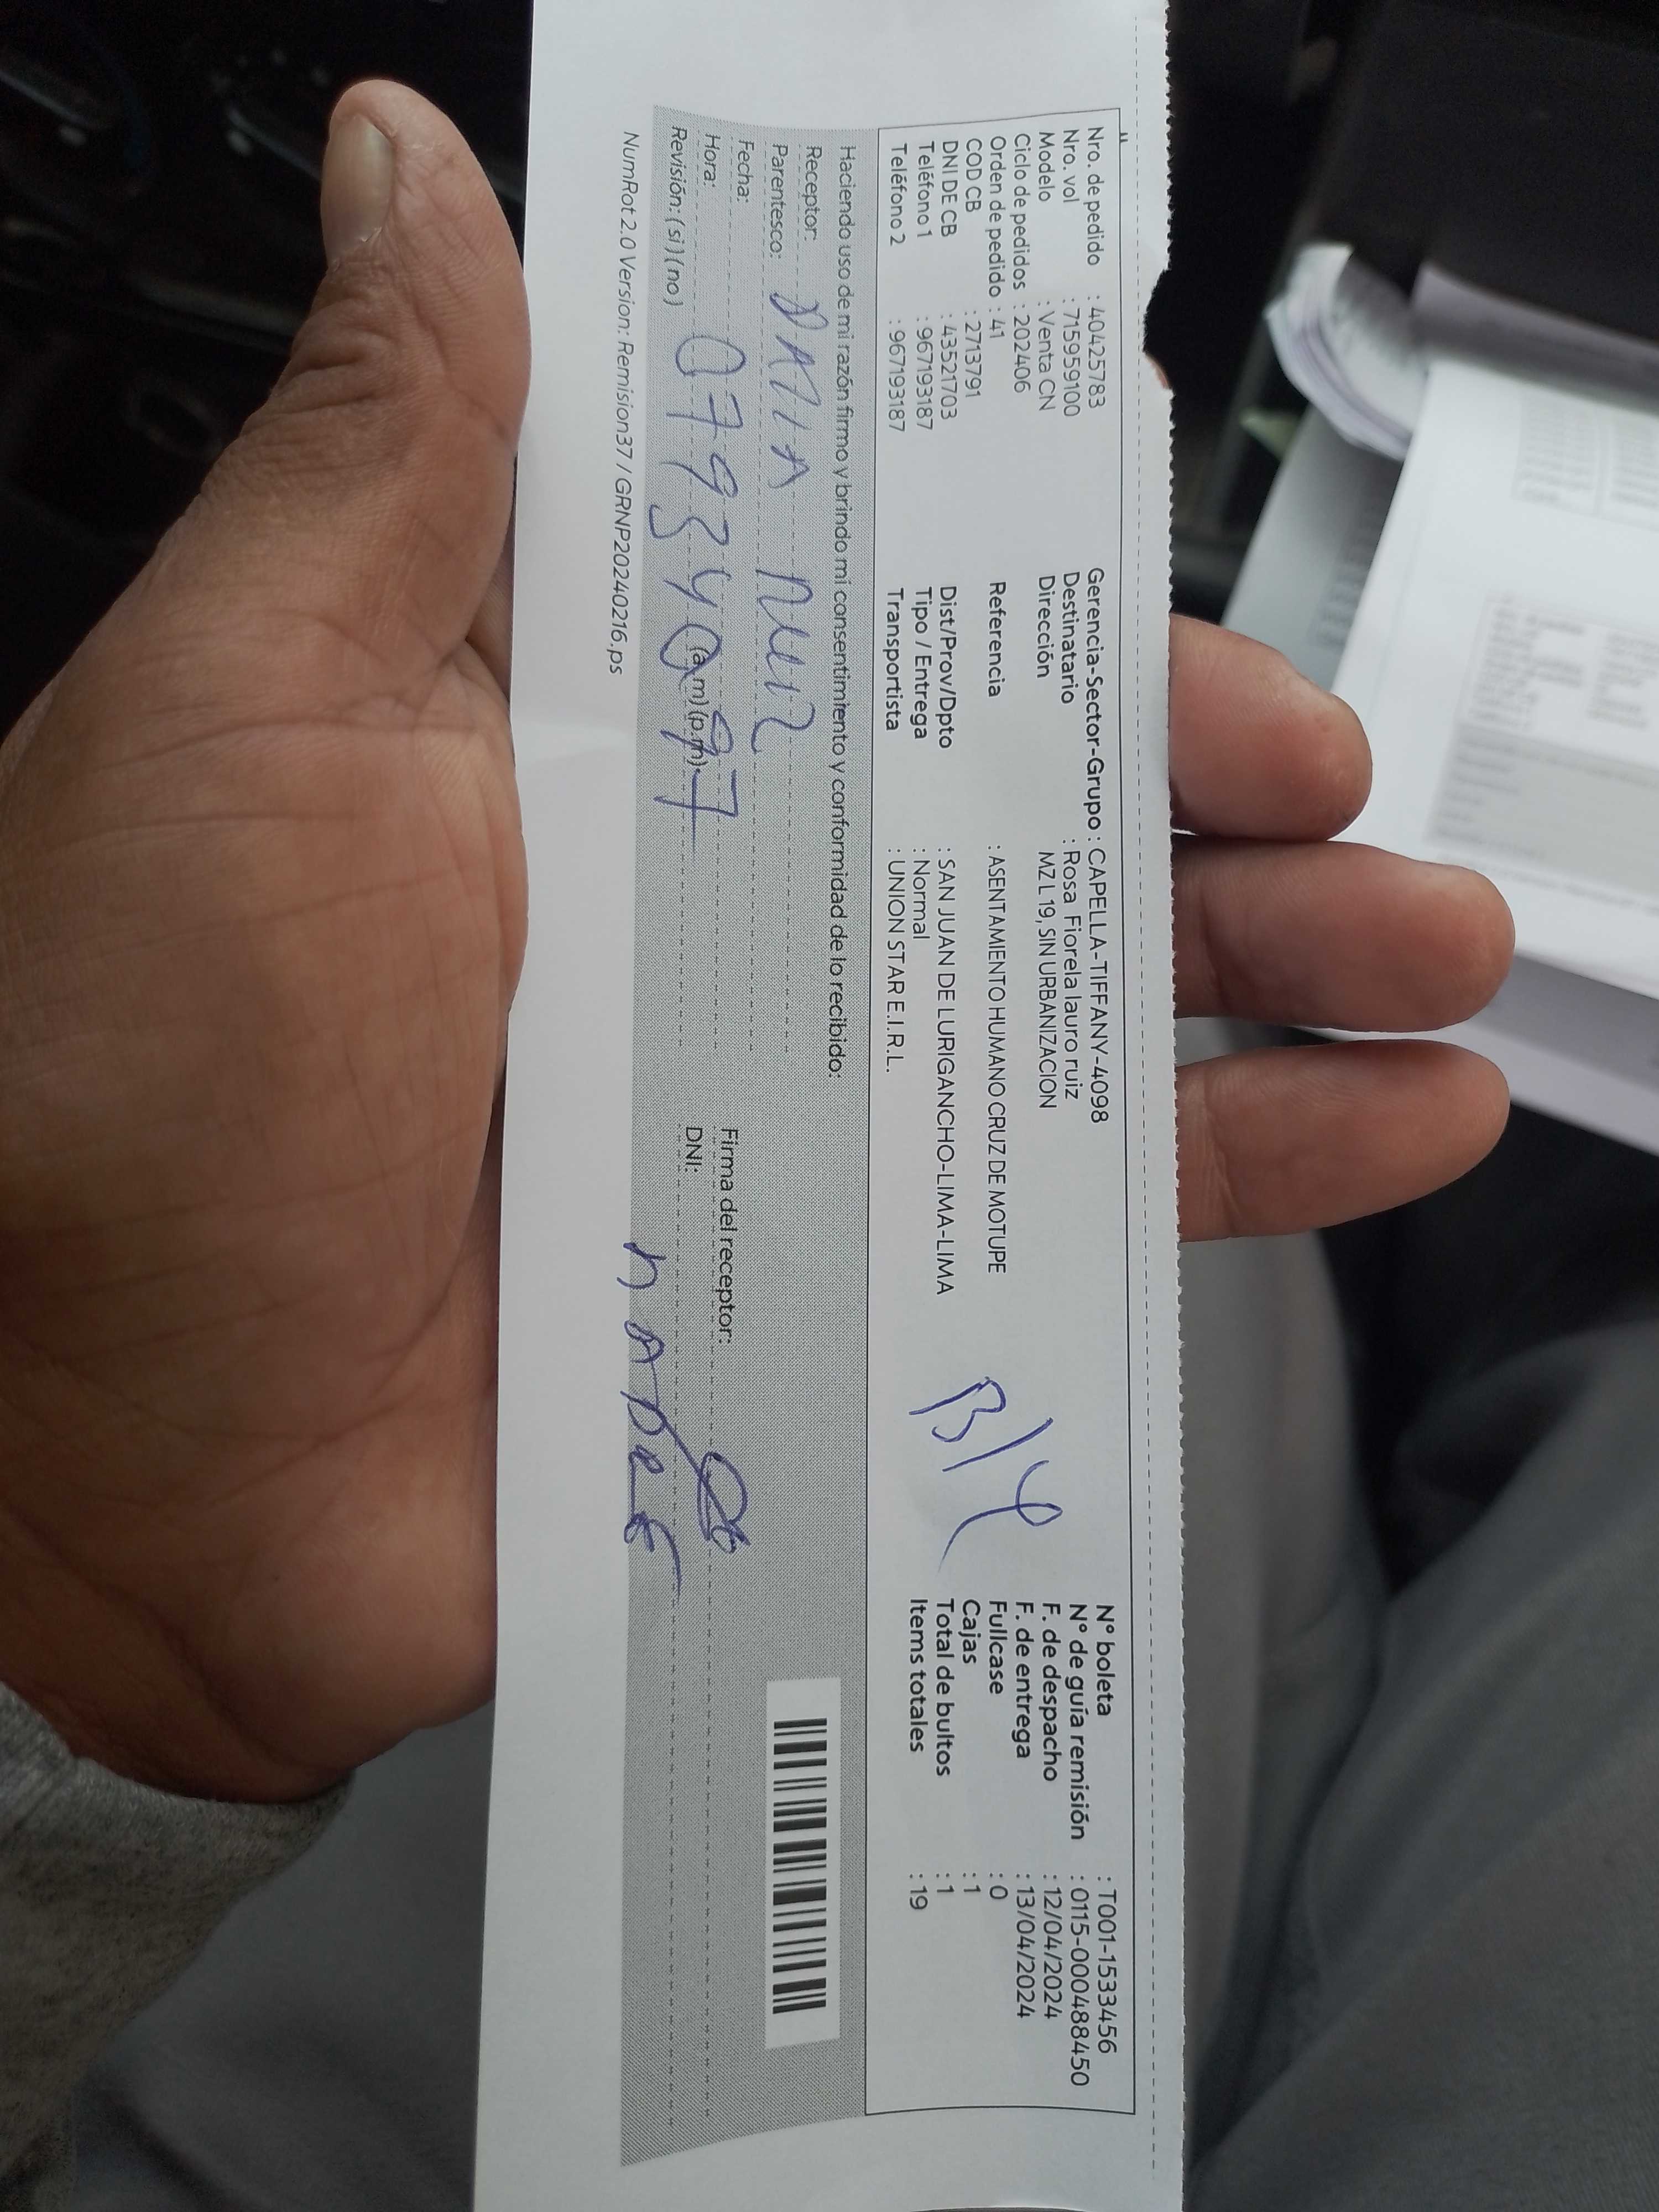 Nro. de pedido : 40425783
Nro. vol : 715959100
Modelo : Venta CN
Ciclo de pedidos : 202406
Orden de pedido : 41
COD CB : 2713791
DNI DE CB : 43521703
Teléfono 1 : 967193187
Teléfono 2 : 967193187
Gerencia-Sector-Grupo : CAPELLA-TIFFANY-4098
Destinatario : Rosa Fiorela lauro ruiz
Dirección MZ L 19, SIN URBANIZACION
Referencia : ASENTAMIENTO HUMANO CRUZ DE MOTUPE
Dist/Prov/Dpto : SAN JUAN DE LURIGANCHO-LIMA-LIMA
Tipo / Entrega : Normal
Transportista : UNION STAR E.I.R.L.
B/Y
N° boleta : T001-1533456
N° de guía remisión : 0115-000488450
F. de despacho : 12/04/2024
F. de entrega : 13/04/2024
Fullcase : 0
Cajas : 1
Total de bultos : 1
Items totales : 19
Haciendo uso de mi razón firmo y brindo mi consentimiento y conformidad de lo recibido:
Receptor:
Parentesco:
Fecha:
Hora: (a.m) (p.m)
Revisión: (si) (no)
Firma del receptor:
DNI:
MADRE
NumRot 2.0 Version: Remision37 / GRNP20240216.ps